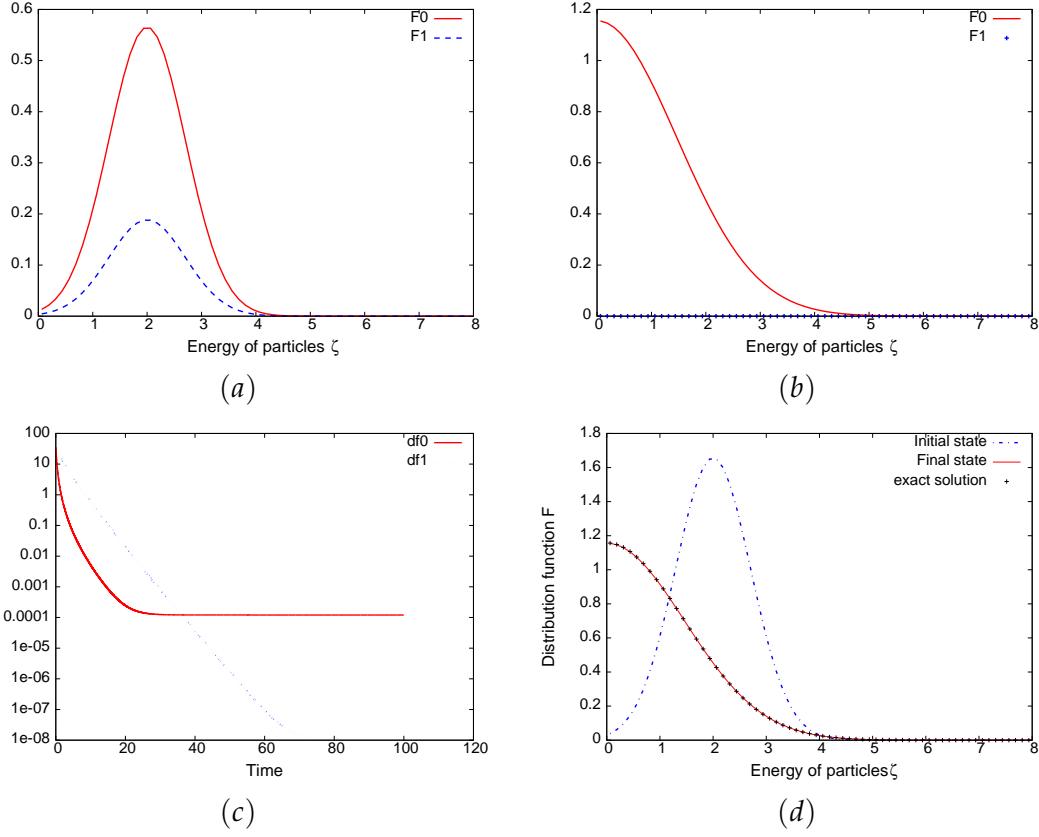 0.6
0.5
0.4
0.3
0.2
0.1
0
0 1 2 3 4 5 6 7 8
Energy of particles ζ
F0
F1
(a)
1.2
1
0.8
0.6
0.4
0.2
0
0 1 2 3 4 5 6 7 8
Energy of particles ζ
F0
F1
(b)
100
10
1
0.1
0.01
0.001
0.0001
1e-05
1e-06
1e-07
1e-08
0 20 40 60 80 100 120
Time
df0
df1
(c)
Distribution function F
1.8
1.6
1.4
1.2
1
0.8
0.6
0.4
0.2
0
0 1 2 3 4 5 6 7 8
Energy of particles ζ
Initial state
Final state
exact solution
(d)